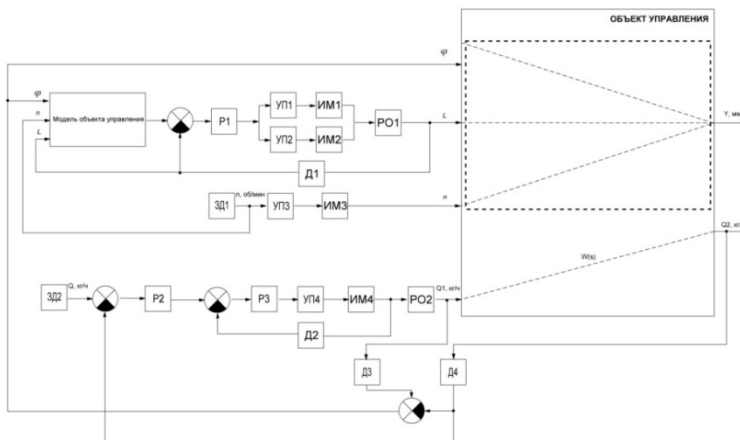 ОБЪЕКТ УПРАВЛЕНИЯ
φ
φ
n
L
Модель объекта управления
Р1
УП1
ИМ1
УП2
ИМ2
РО1
L
Y, мм
Д1
n, об/мин
ЗД1
УП3
ИМ3
n
Q2, кг
W(s)
Q, кг/ч
ЗД2
Р2
Р3
УП4
ИМ4
РО2
Q1, кг/ч
Д2
Д3
Д4